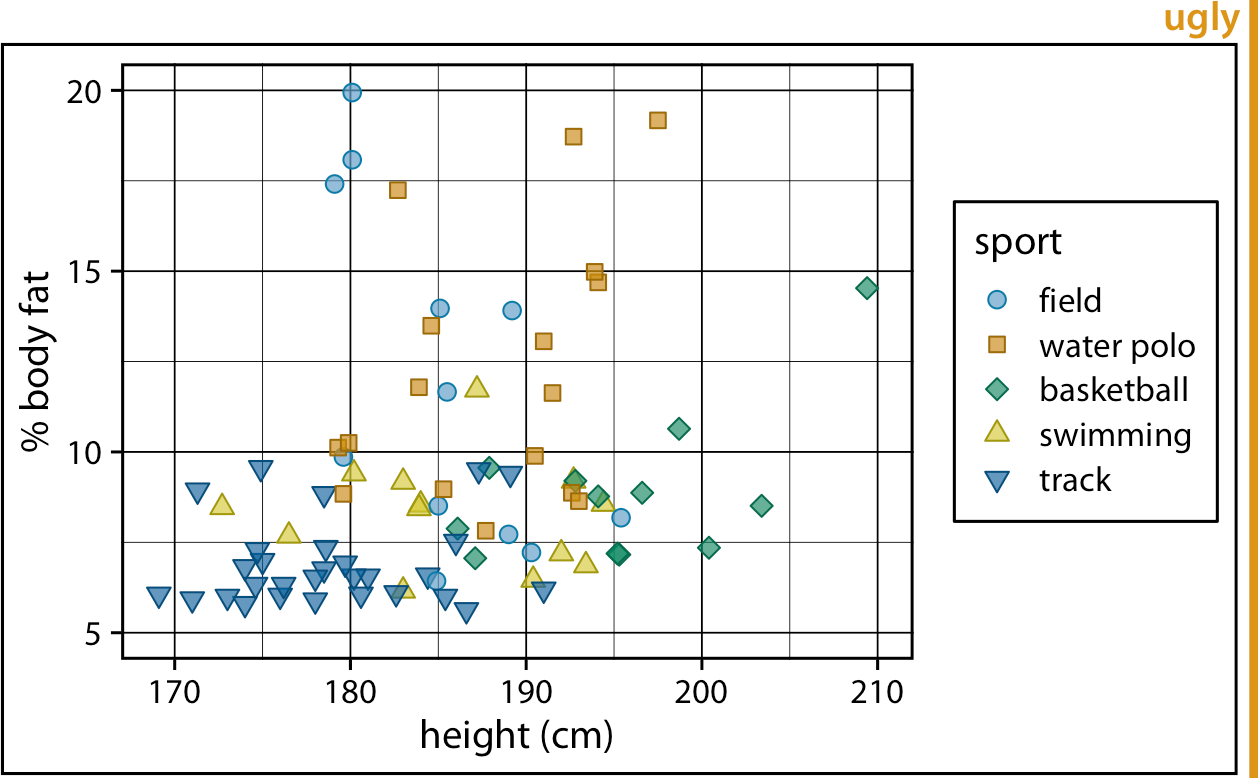 ugly
20
15
10
5
% body fat
170 180 190 200 210
height (cm)
sport
field
water polo
basketball
swimming
track